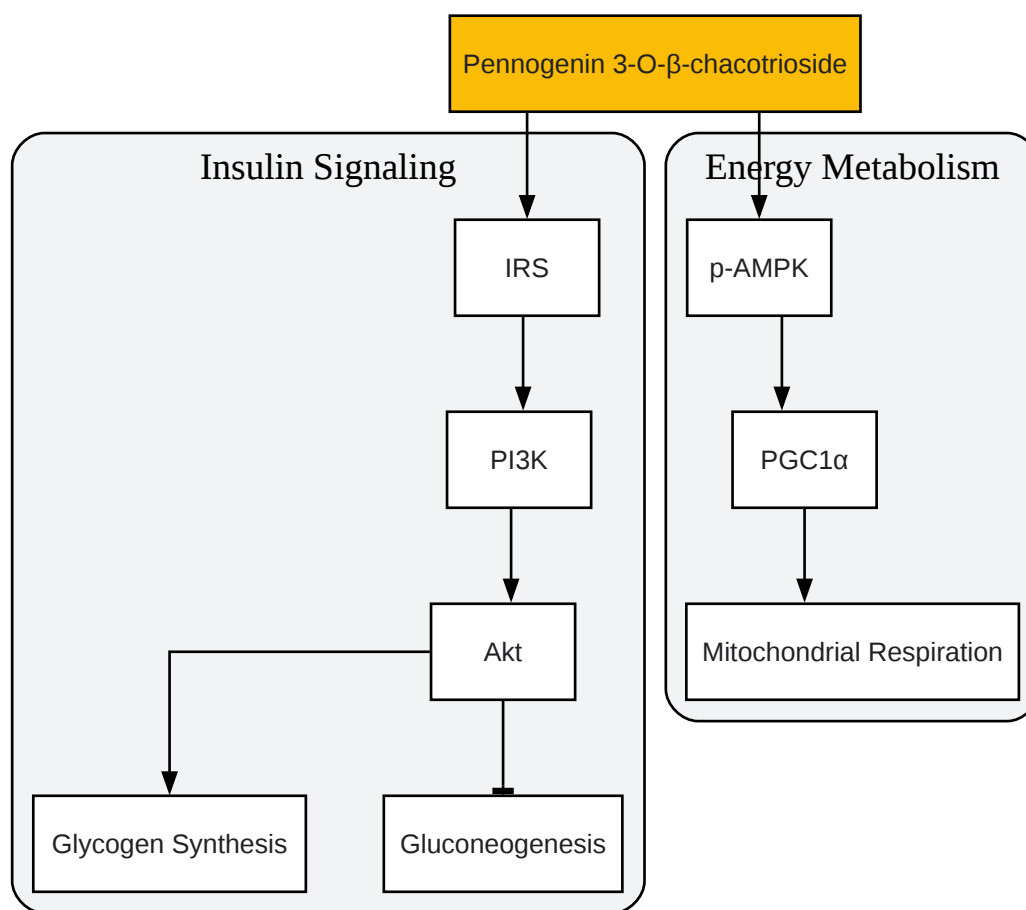 Pennogenin 3-O-β-chacotrioside
Insulin Signaling
Energy Metabolism
IRS
p-AMPK
PI3K
PGC1α
Akt
Mitochondrial Respiration
Glycogen Synthesis
Gluconeogenesis